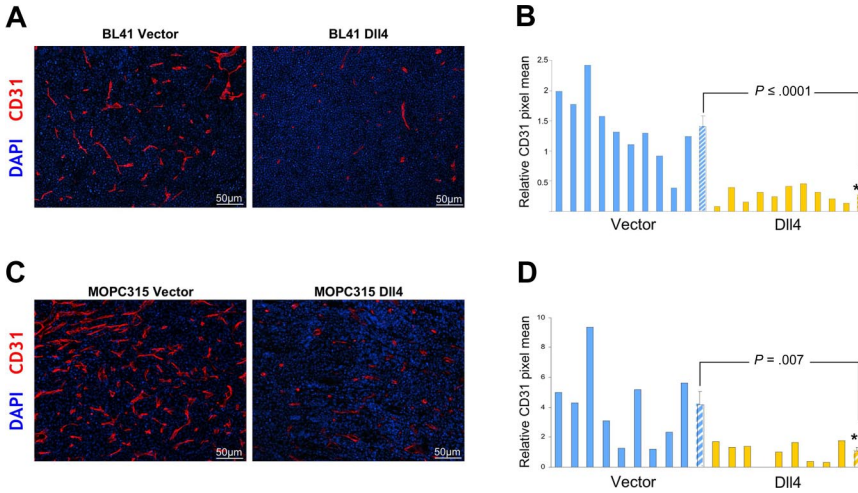 A
BL41 Vector
BL41 Dll4
DAPI CD31
50µm
50µm
B
Relative CD31 pixel mean
2.5
2
1.5
1
0.5
P ≤ .0001
*
Vector
Dll4
C
MOPC315 Vector
MOPC315 Dll4
DAPI CD31
50µm
50µm
D
Relative CD31 pixel mean
10
8
6
4
2
0
P = .007
*
Vector
Dll4